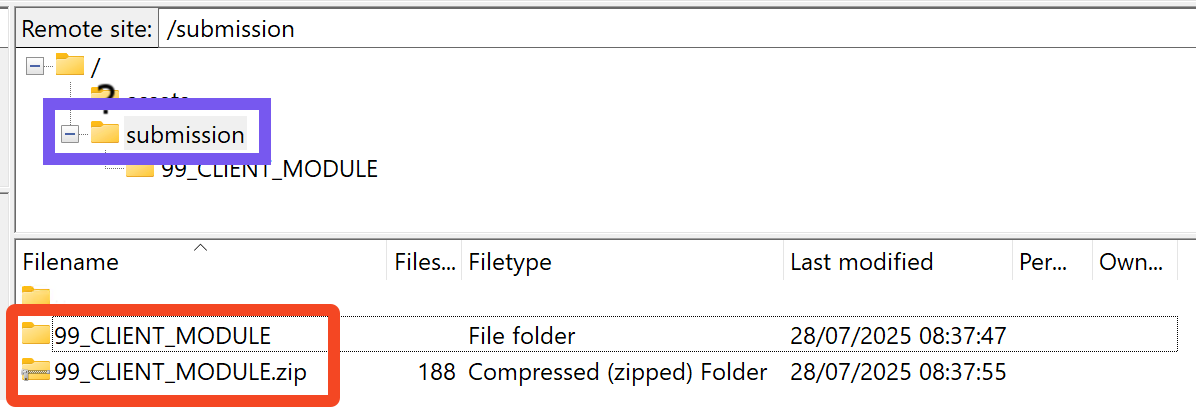 Remote site: /submission
/
?
submission
99_CLIENT_MODULE
Filename Files... Filetype Last modified Per... Own...
99_CLIENT_MODULE File folder 28/07/2025 08:37:47
99_CLIENT_MODULE.zip 188 Compressed (zipped) Folder 28/07/2025 08:37:55